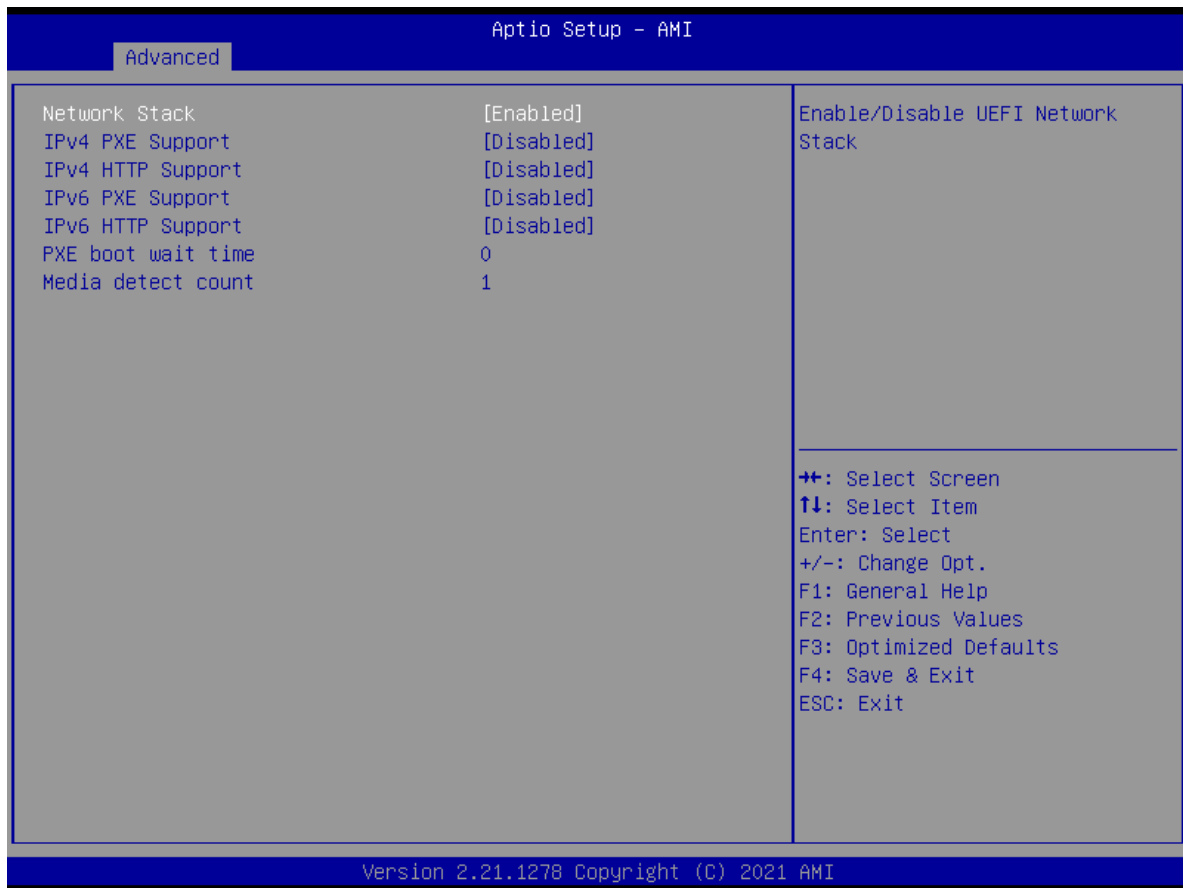 Aptio Setup – AMI
Advanced
Network Stack [Enabled]
IPv4 PXE Support [Disabled]
IPv4 HTTP Support [Disabled]
IPv6 PXE Support [Disabled]
IPv6 HTTP Support [Disabled]
PXE boot wait time 0
Media detect count 1
Enable/Disable UEFI Network
Stack
→←: Select Screen
↑↓: Select Item
Enter: Select
+/-: Change Opt.
F1: General Help
F2: Previous Values
F3: Optimized Defaults
F4: Save & Exit
ESC: Exit
Version 2.21.1278 Copyright (C) 2021 AMI